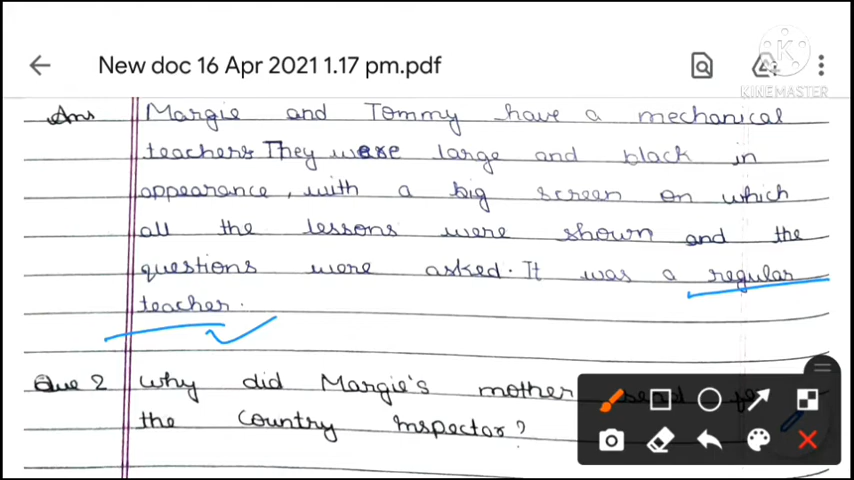 New doc 16 Apr 2021 1.17 pm.pdf
KINEMASTER
Ans Margie and Tommy have a mechanical
teachers They were large and black in
appearance, with a big screen on which
all the lessons were shown and the
questions were asked. It was a regular
teacher.
Que 2 Why did Margie's mother send for
the Country Inspector?